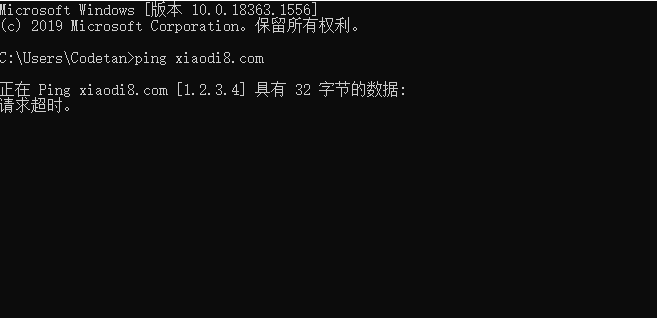 Microsoft Windows [版本 10.0.18363.1556]
(c) 2019 Microsoft Corporation。保留所有权利。
C:\Users\Codetan>ping xiaodi8.com
正在 Ping xiaodi8.com [1.2.3.4] 具有 32 字节的数据:
请求超时。